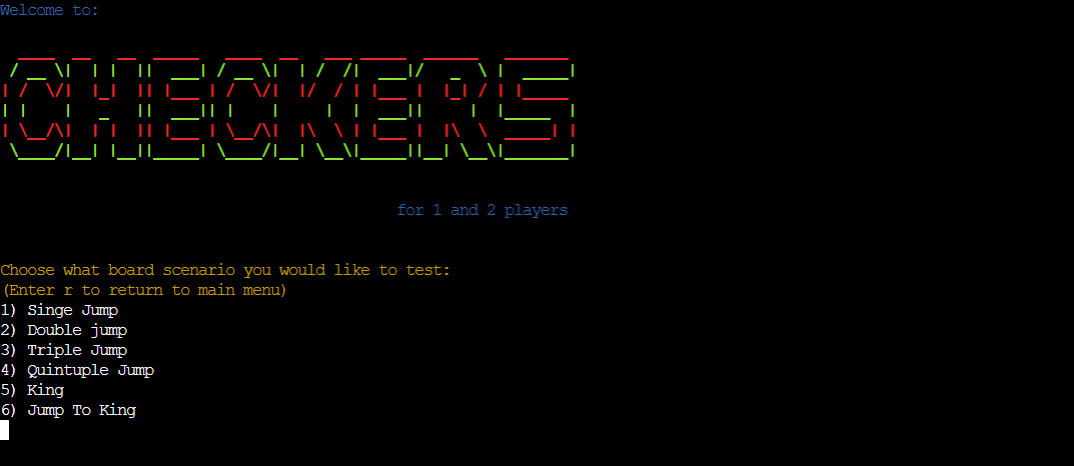 Welcome to:
CHECKERS
for 1 and 2 players
Choose what board scenario you would like to test:
(Enter r to return to main menu)
1) Singe Jump
2) Double jump
3) Triple Jump
4) Quintuple Jump
5) King
6) Jump To King